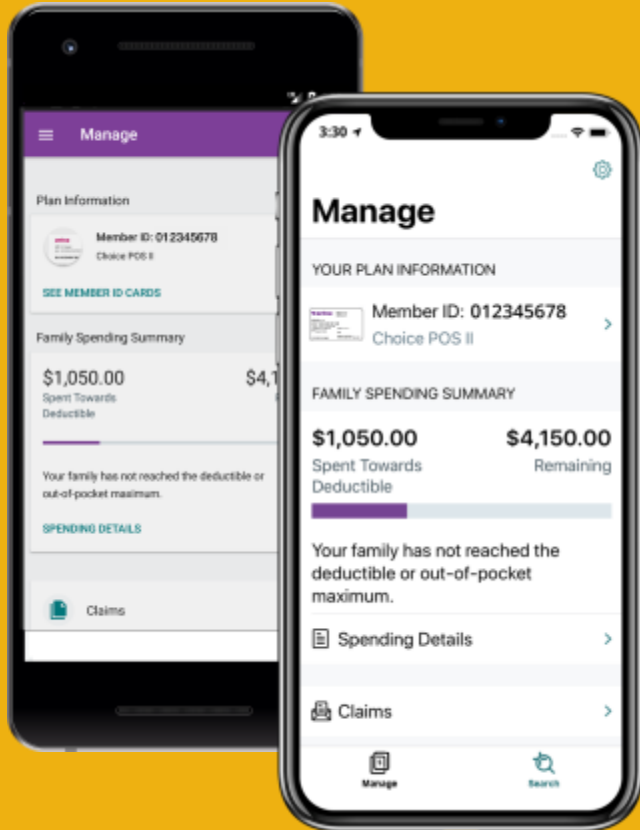 Manage
Plan Information
Member ID: 012345678
Choice POS II
SEE MEMBER ID CARDS
Family Spending Summary
$1,050.00 $4,1
Spent Towards
Deductible
Your family has not reached the deductible or
out-of-pocket maximum.
SPENDING DETAILS
Claims
3:30
Manage
YOUR PLAN INFORMATION
Member ID: 012345678
Choice POS II
FAMILY SPENDING SUMMARY
$1,050.00 $4,150.00
Spent Towards Remaining
Deductible
Your family has not reached the
deductible or out-of-pocket
maximum.
Spending Details
Claims
Manage Search